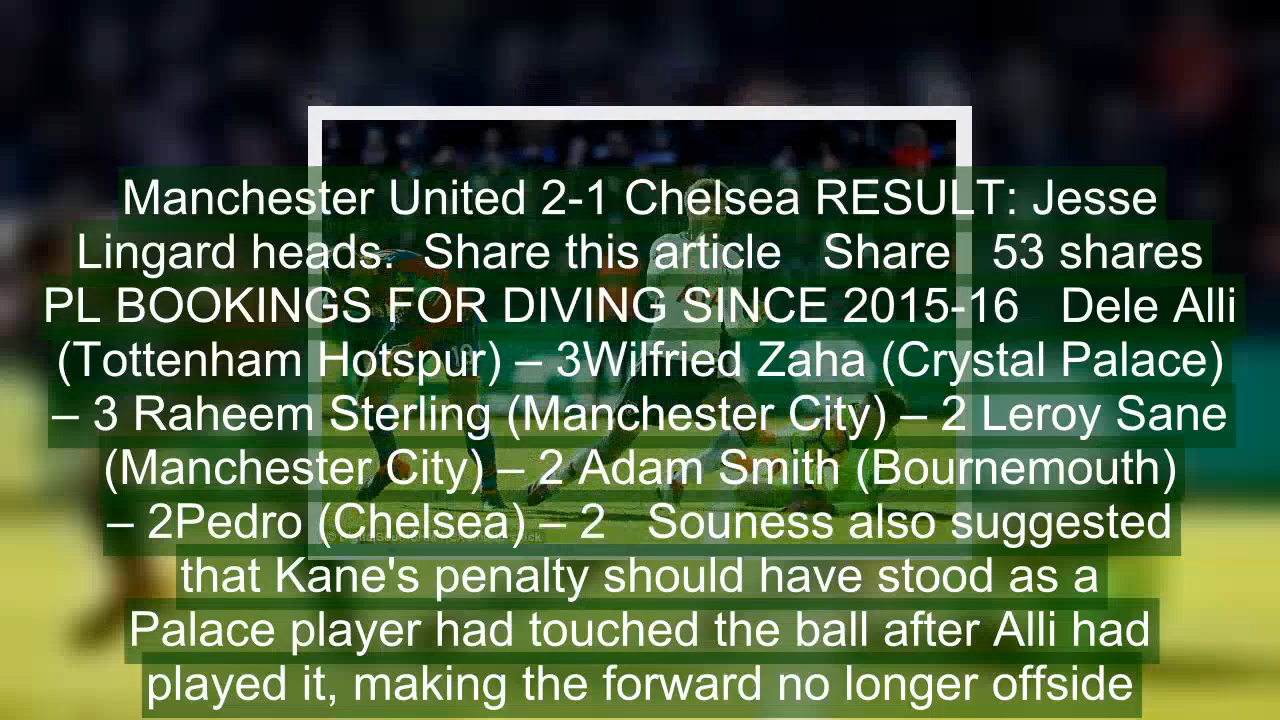 Manchester United 2-1 Chelsea RESULT: Jesse
Lingard heads.  Share this article   Share   53 shares
PL BOOKINGS FOR DIVING SINCE 2015-16   Dele Alli
(Tottenham Hotspur) – 3Wilfried Zaha (Crystal Palace)
– 3 Raheem Sterling (Manchester City) – 2 Leroy Sane
(Manchester City) – 2 Adam Smith (Bournemouth)
– 2Pedro (Chelsea) – 2   Souness also suggested
that Kane's penalty should have stood as a
Palace player had touched the ball after Alli had
played it, making the forward no longer offside